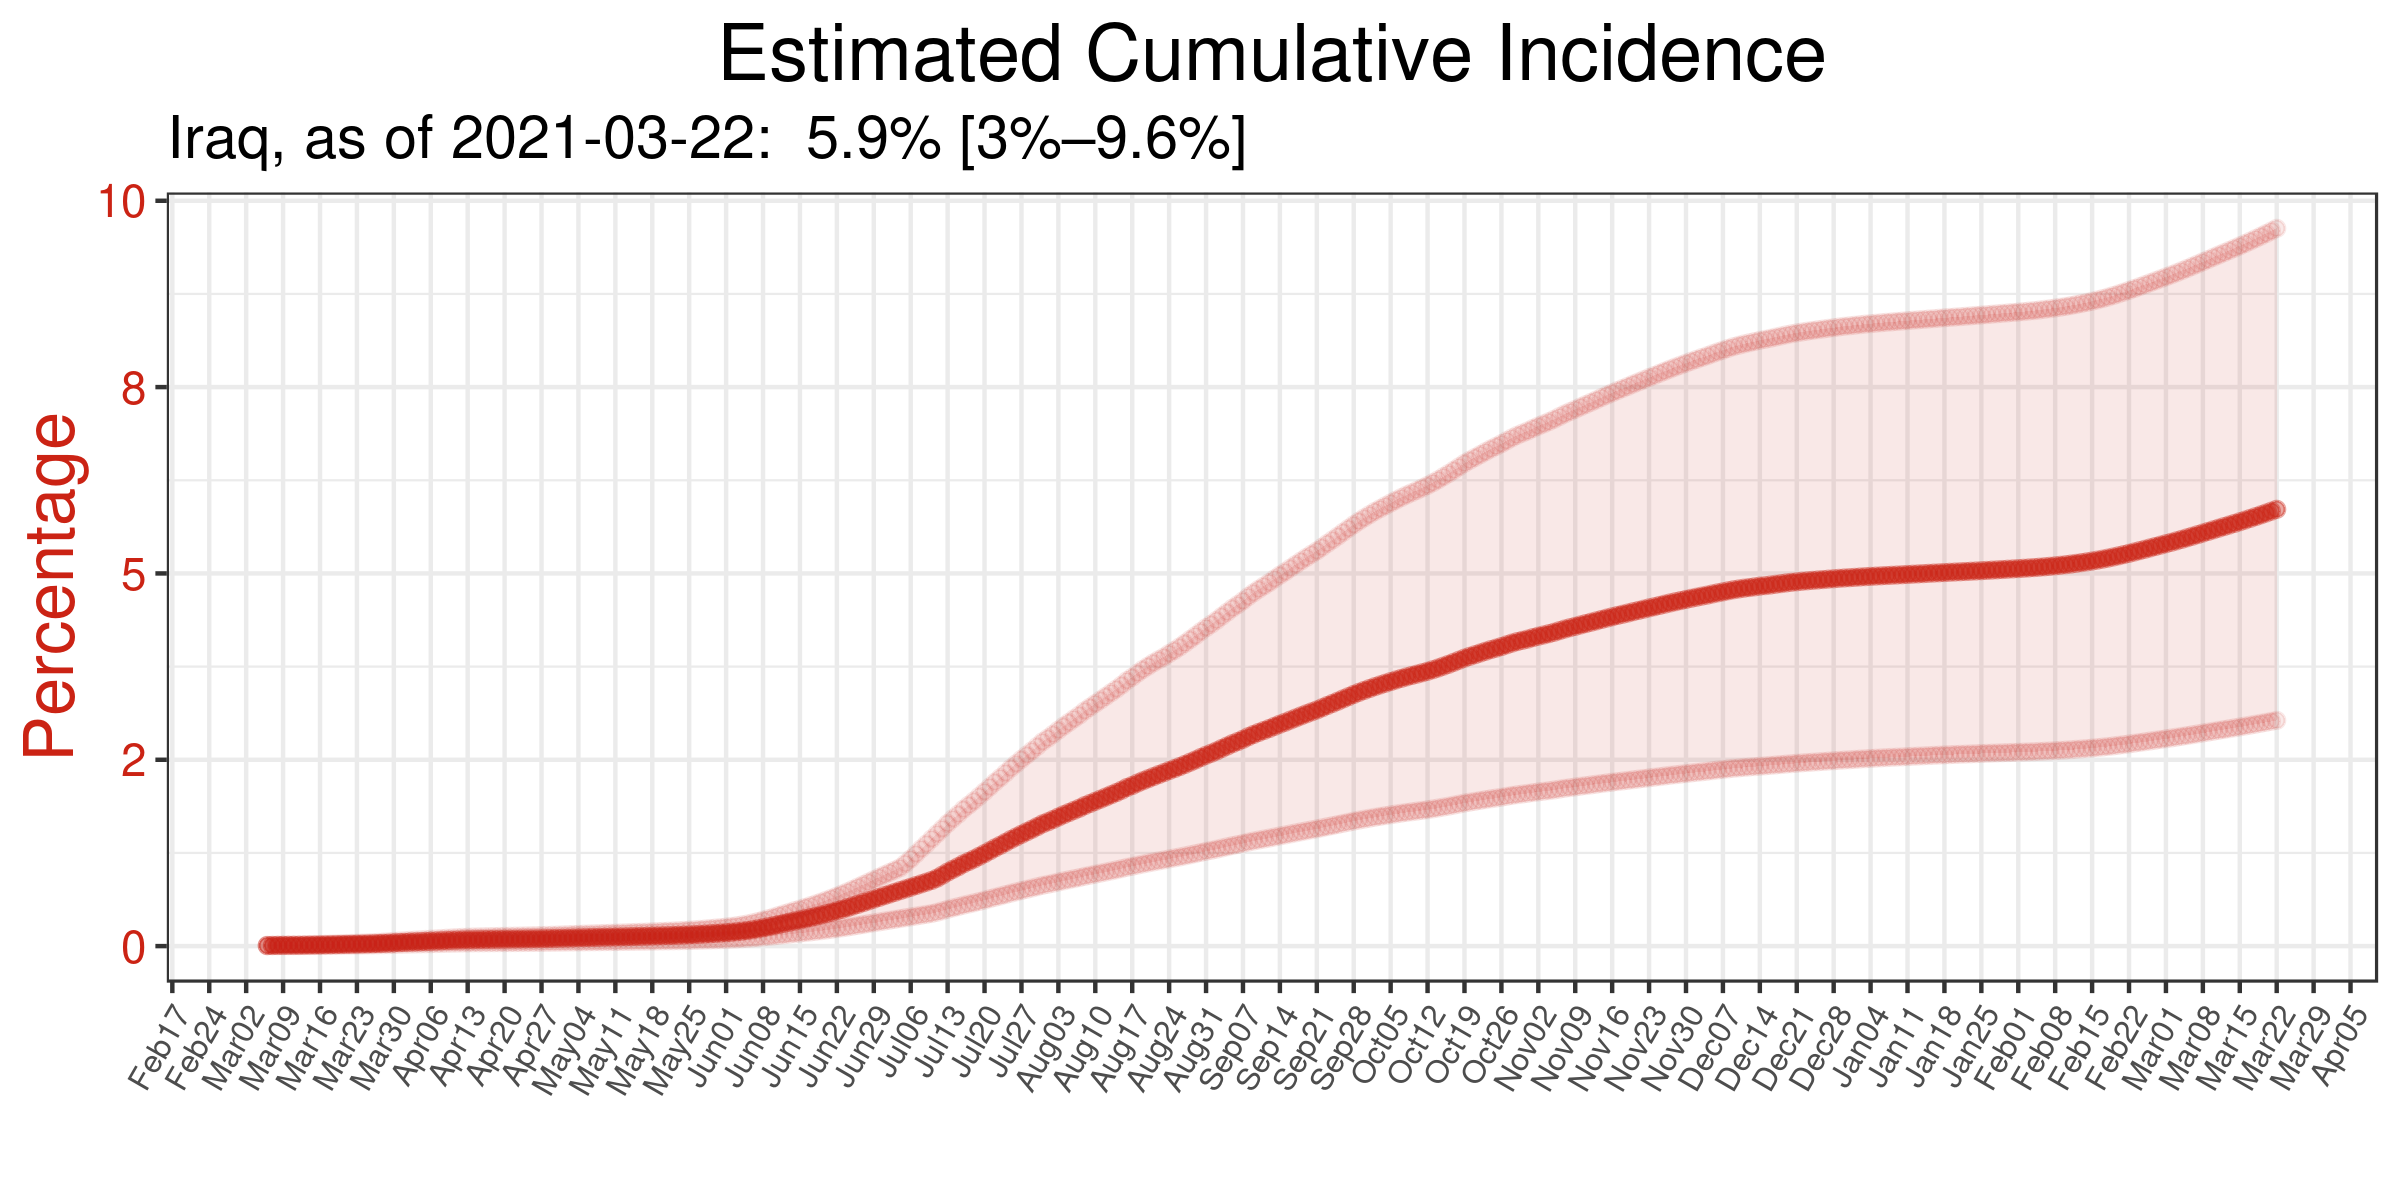 Estimated Cumulative Incidence
Iraq, as of 2021-03-22:  5.9% [3%–9.6%]
Percentage
10
8
5
2
0
Feb17
Feb24
Mar02
Mar09
Mar16
Mar23
Mar30
Apr06
Apr13
Apr20
Apr27
May04
May11
May18
May25
Jun01
Jun08
Jun15
Jun22
Jun29
Jul06
Jul13
Jul20
Jul27
Aug03
Aug10
Aug17
Aug24
Aug31
Sep07
Sep14
Sep21
Sep28
Oct05
Oct12
Oct19
Oct26
Nov02
Nov09
Nov16
Nov23
Nov30
Dec07
Dec14
Dec21
Dec28
Jan04
Jan11
Jan18
Jan25
Feb01
Feb08
Feb15
Feb22
Mar01
Mar08
Mar15
Mar22
Mar29
Apr05